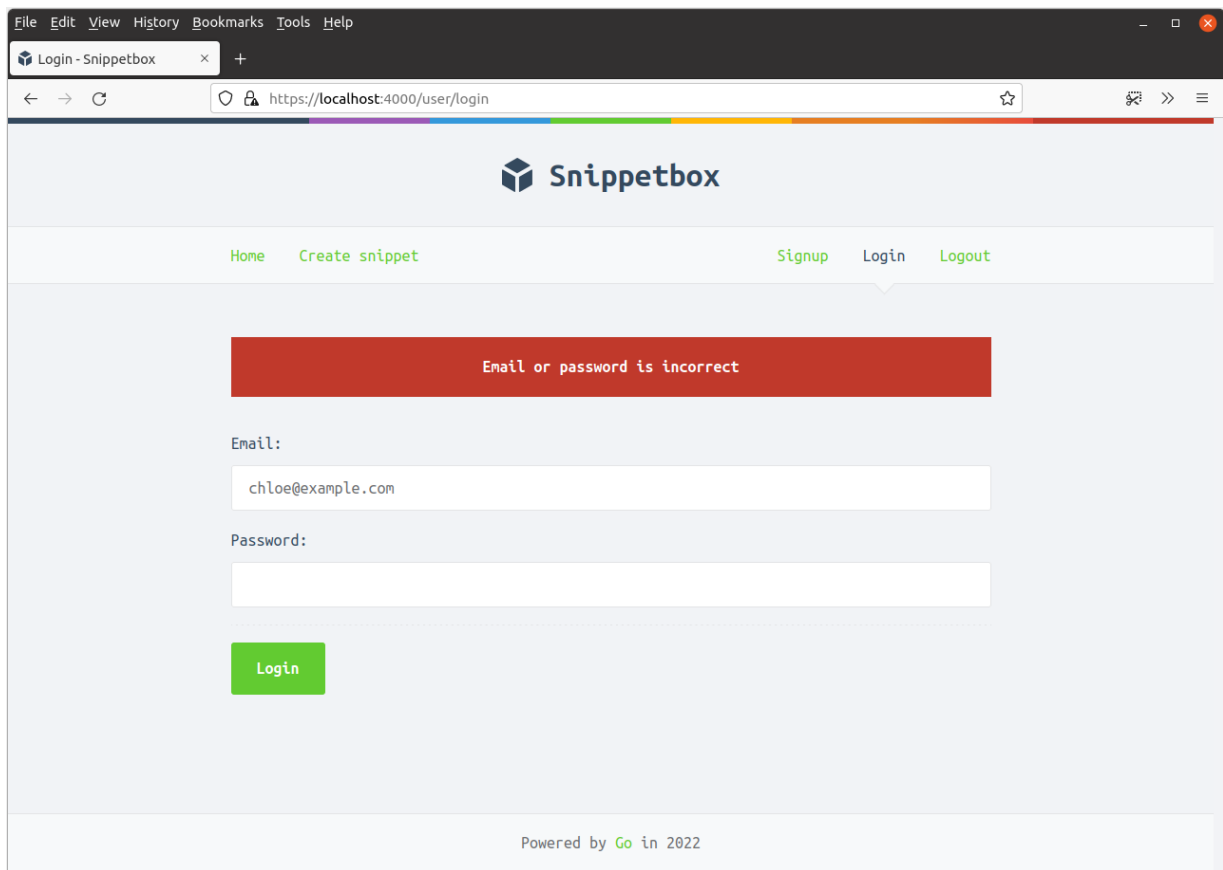 File Edit View History Bookmarks Tools Help
Login - Snippetbox
https://localhost:4000/user/login
Snippetbox
Home Create snippet Signup Login Logout
Email or password is incorrect
Email:
chloe@example.com
Password:
Login
Powered by Go in 2022